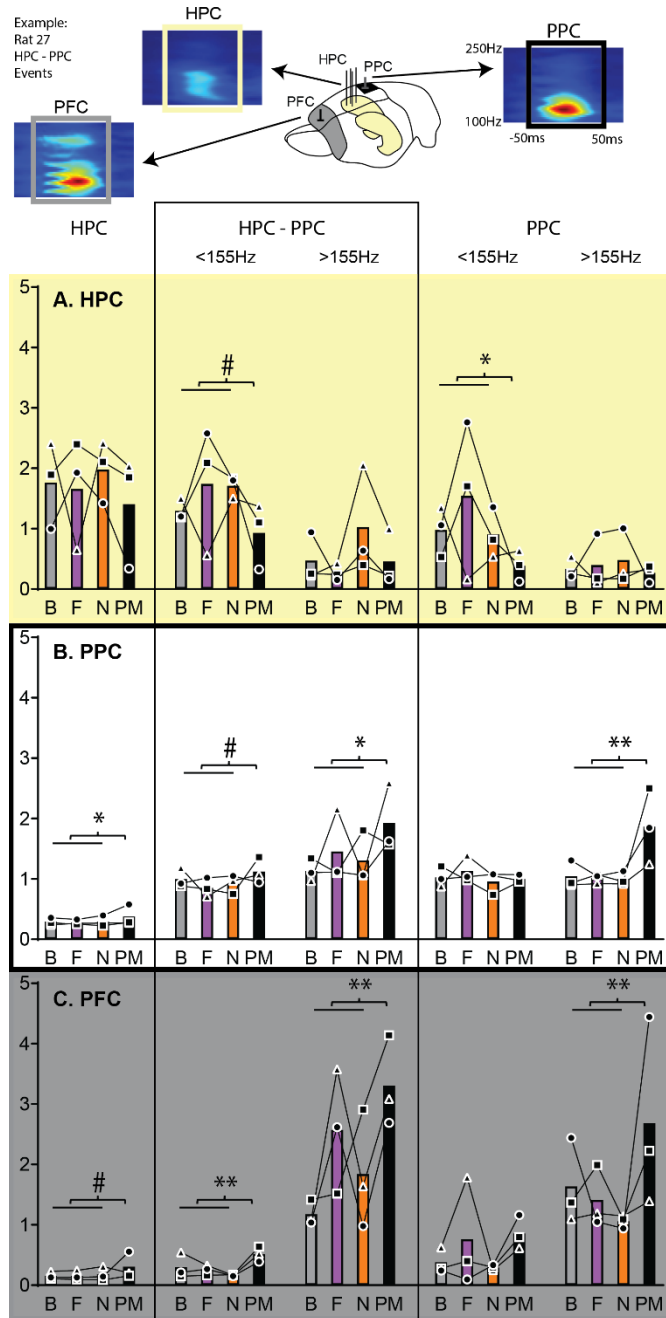 Example:
Rat 27
HPC - PPC
Events
HPC
HPC PPC
PFC
PPC
250Hz
100Hz
-50ms 50ms
PFC
HPC HPC - PPC PPC
<155Hz >155Hz <155Hz >155Hz
A. HPC
5
4
3
2
1
0
# *
B F N PM B F N PM B F N PM B F N PM B F N PM
B. PPC
5
4
3
2
1
0
* # * **
B F N PM B F N PM B F N PM B F N PM B F N PM
C. PFC
5
4
3
2
1
0
# ** ** **
B F N PM B F N PM B F N PM B F N PM B F N PM